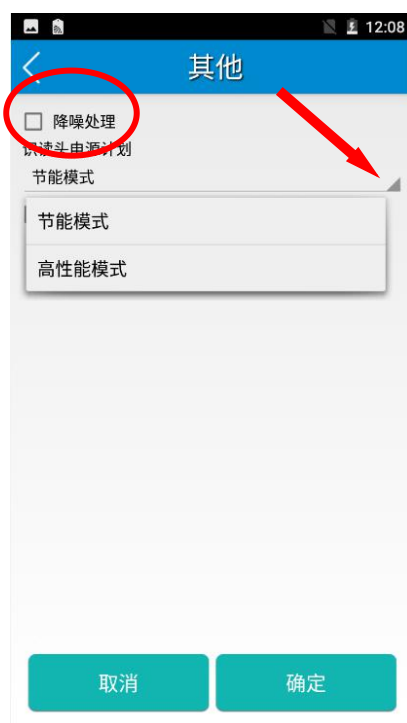 12:08
其他
降噪处理
识读头电源计划
节能模式
节能模式
高性能模式
取消
确定